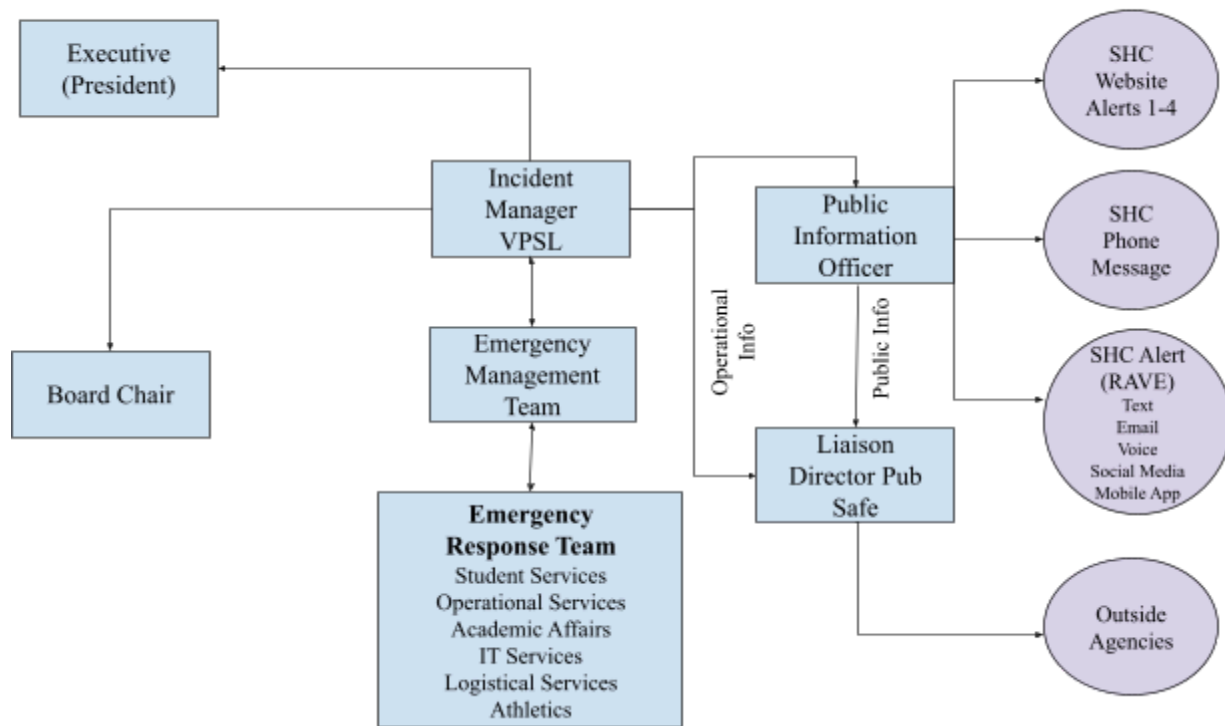 Executive
(President)
SHC
Website
Alerts 1-4
Incident
Manager
VPSL
Public
Information
Officer
SHC
Phone
Message
Operational
Info
Public Info
Emergency
Management
Team
Board Chair
SHC Alert
(RAVE)
Text
Email
Voice
Social Media
Mobile App
Liaison
Director Pub
Safe
Emergency
Response Team
Student Services
Operational Services
Academic Affairs
IT Services
Logistical Services
Athletics
Outside
Agencies